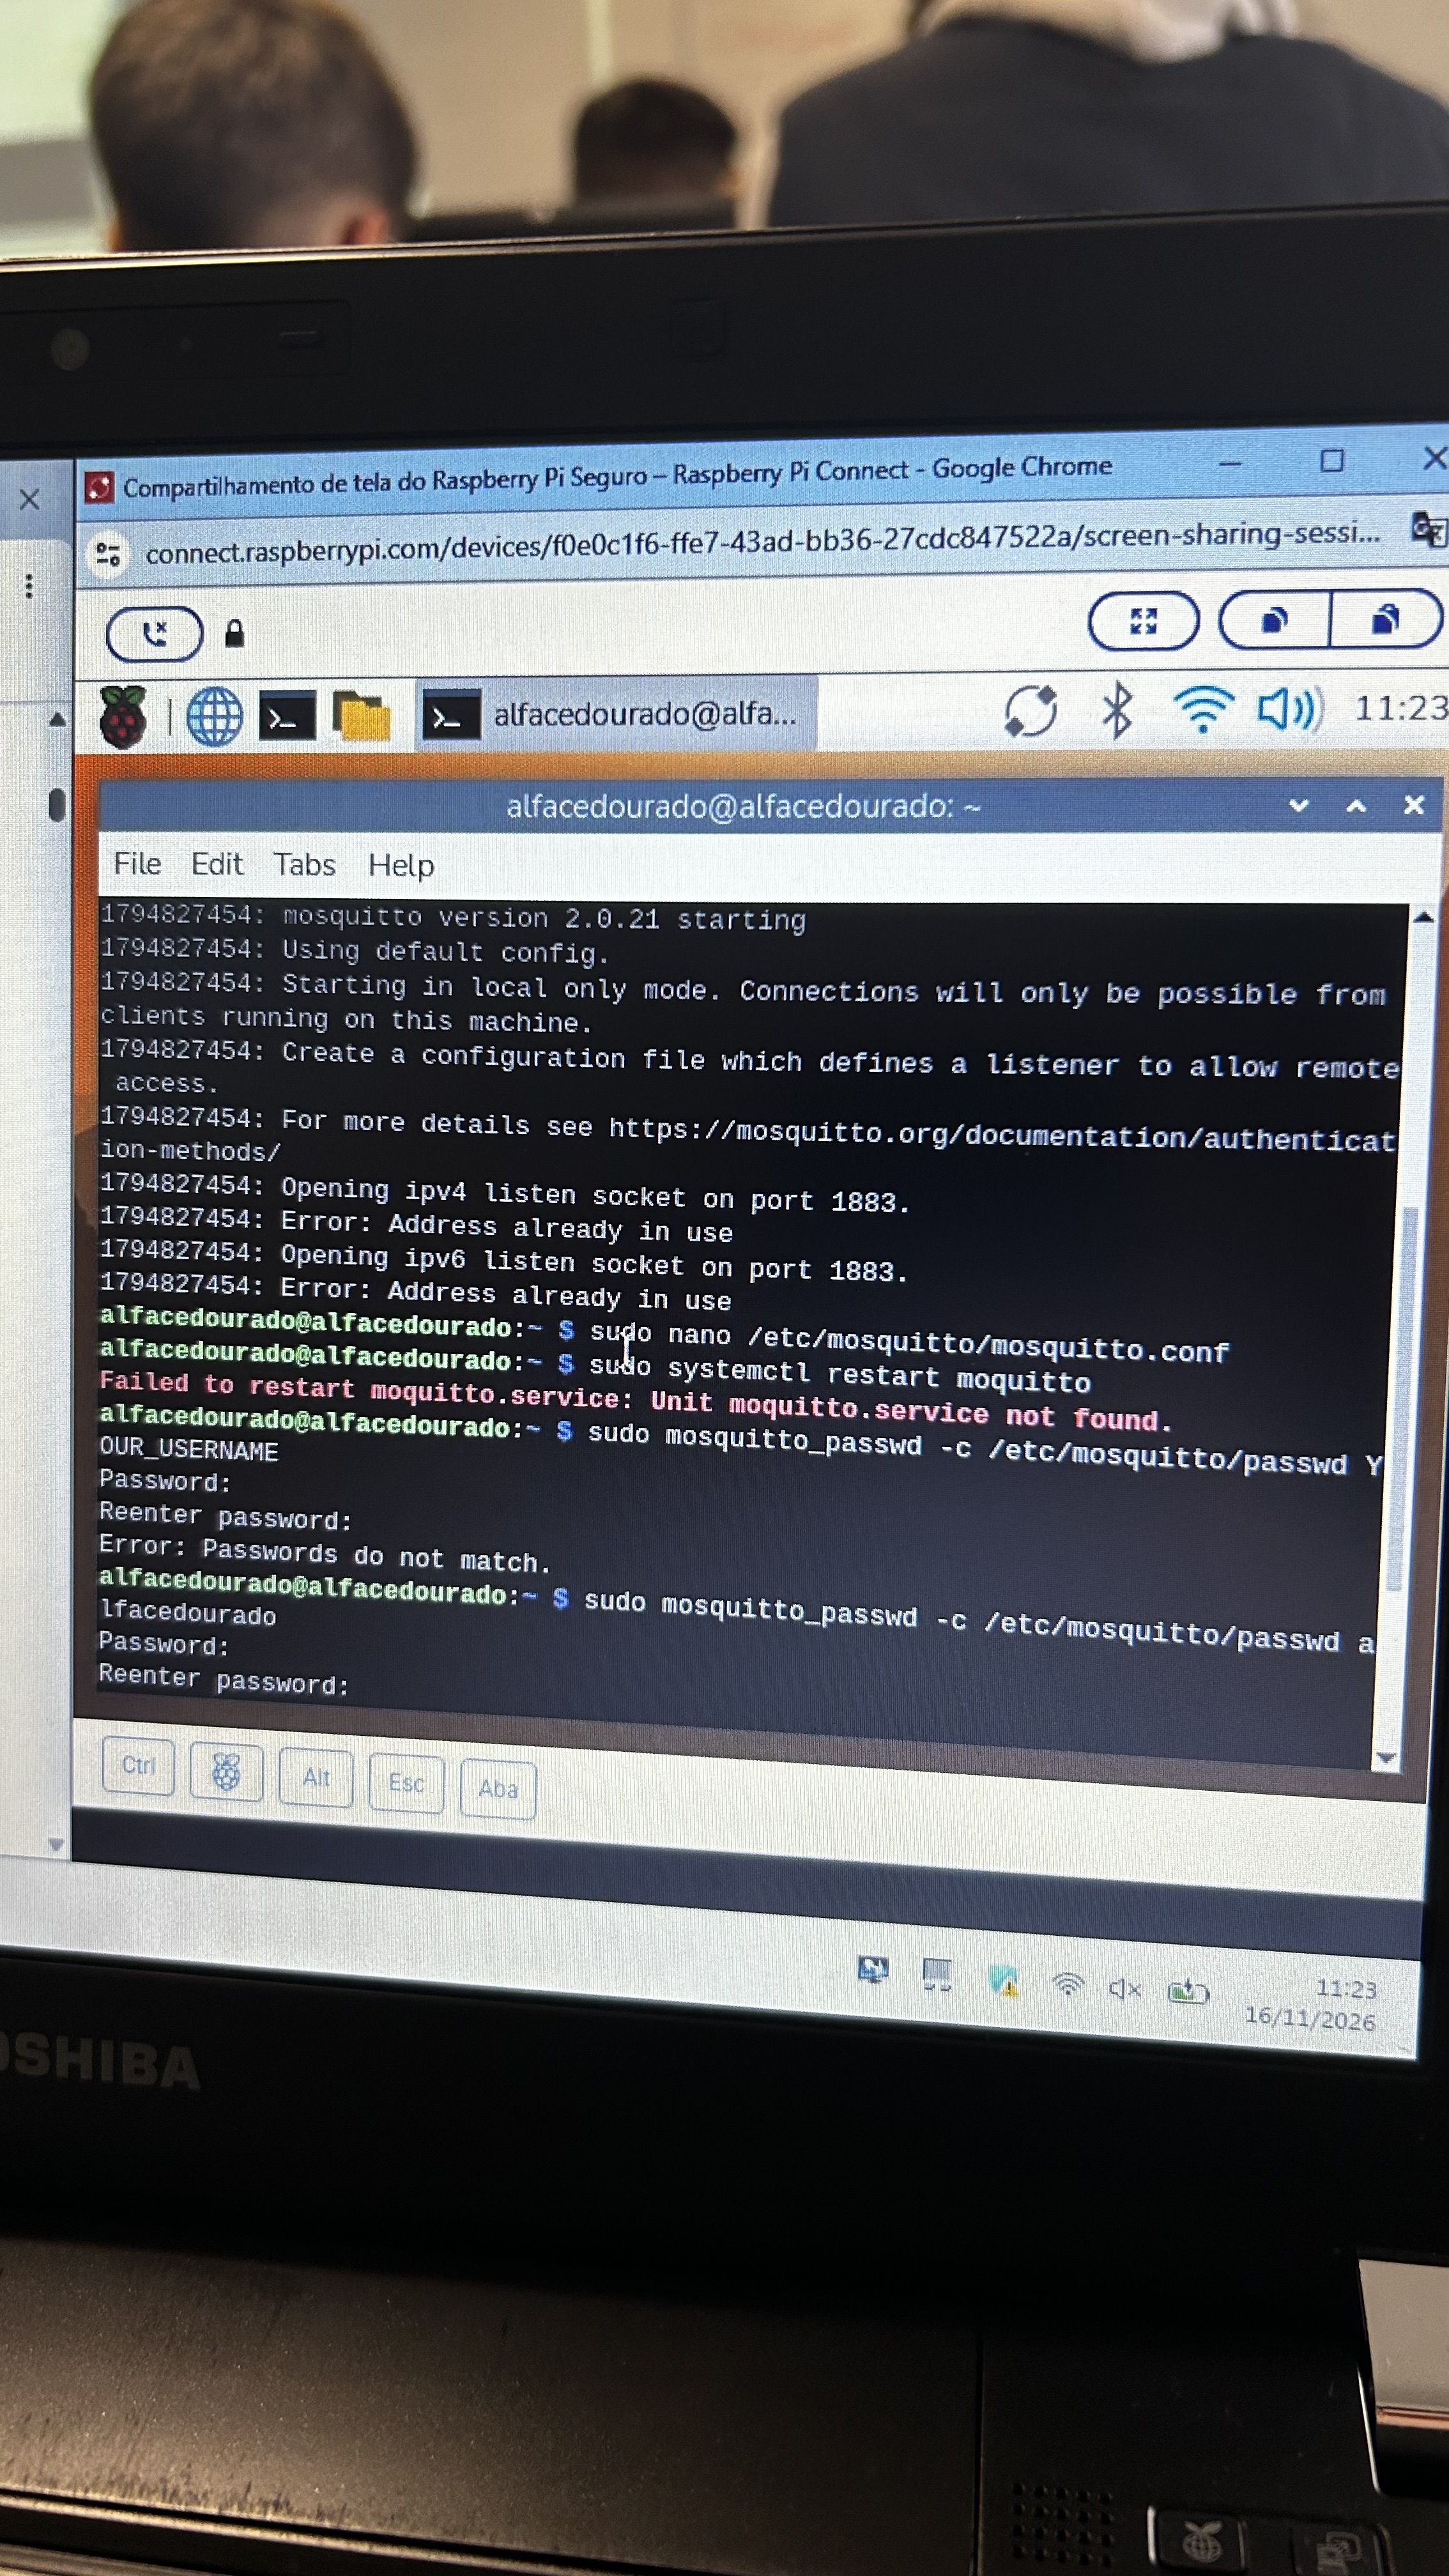 Compartilhamento de tela do Raspberry Pi Seguro – Raspberry Pi Connect - Google Chrome
connect.raspberrypi.com/devices/f0e0c1f6-ffe7-43ad-bb36-27cdc847522a/screen-sharing-sessi...
alfacedourado@alfa...
11:23
alfacedourado@alfacedourado: ~
File Edit Tabs Help
1794827454: mosquitto version 2.0.21 starting
1794827454: Using default config.
1794827454: Starting in local only mode. Connections will only be possible from
clients running on this machine.
1794827454: Create a configuration file which defines a listener to allow remote
access.
1794827454: For more details see https://mosquitto.org/documentation/authenticat
ion-methods/
1794827454: Opening ipv4 listen socket on port 1883.
1794827454: Error: Address already in use
1794827454: Opening ipv6 listen socket on port 1883.
1794827454: Error: Address already in use
alfacedourado@alfacedourado:~ $ sudo nano /etc/mosquitto/mosquitto.conf
alfacedourado@alfacedourado:~ $ sudo systemctl restart moquitto
Failed to restart moquitto.service: Unit moquitto.service not found.
alfacedourado@alfacedourado:~ $ sudo mosquitto_passwd -c /etc/mosquitto/passwd Y
OUR_USERNAME
Password:
Reenter password:
Error: Passwords do not match.
alfacedourado@alfacedourado:~ $ sudo mosquitto_passwd -c /etc/mosquitto/passwd a
lfacedourado
Password:
Reenter password:
Ctrl
Alt
Esc
Aba
11:23
16/11/2026
OSHIBA